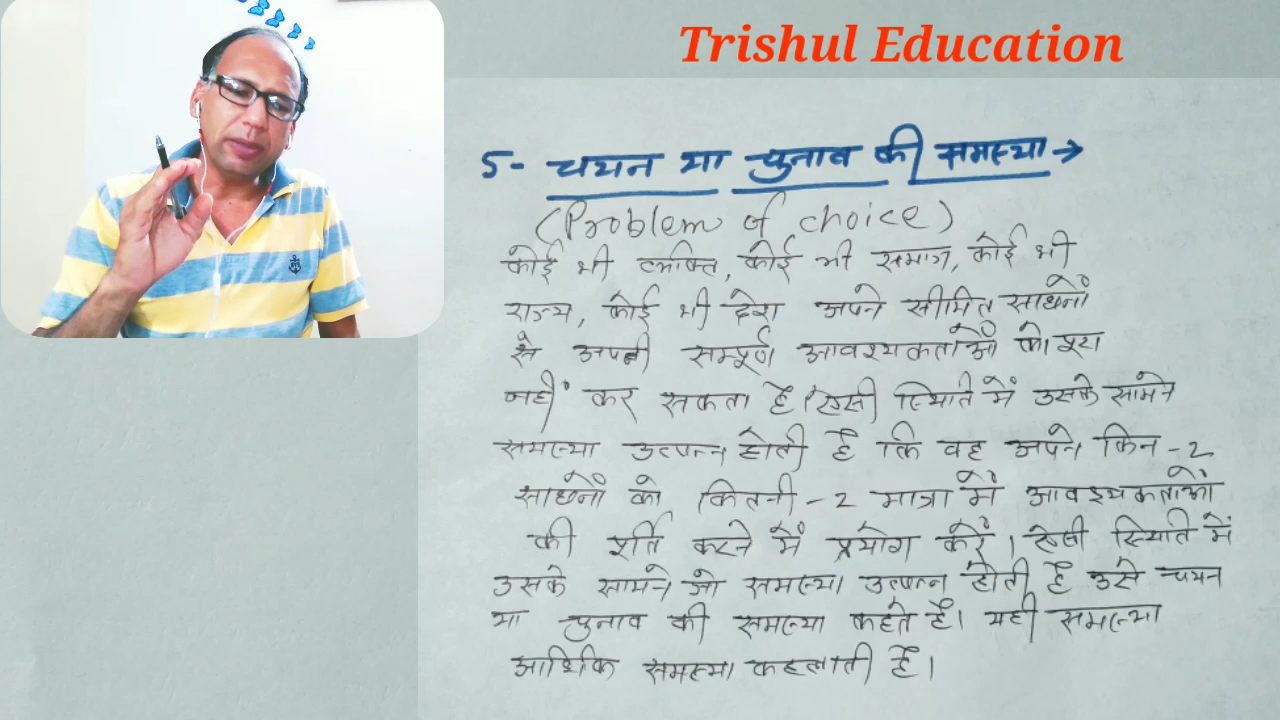 Trishul Education
5- चयन या चुनाव की समस्या →
(Problem of choice)
कोई भी व्यक्ति, कोई भी समाज, कोई भी
राज्य, कोई भी देश अपने सीमित साधनों
से अपनी सम्पूर्ण आवश्यकताओं को पूरा
नहीं कर सकता है। ऐसी स्थिति में उसके सामने
समस्या उत्पन्न होती है कि वह अपने किन-2
साधनों को कितनी-2 मात्रा में आवश्यकताओं
की पूर्ति करने में प्रयोग करें। ऐसी स्थिति में
उसके सामने जो समस्या उत्पन्न होती है उसे चयन
या चुनाव की समस्या कहते हैं। यही समस्या
आर्थिक समस्या कहलाती है।